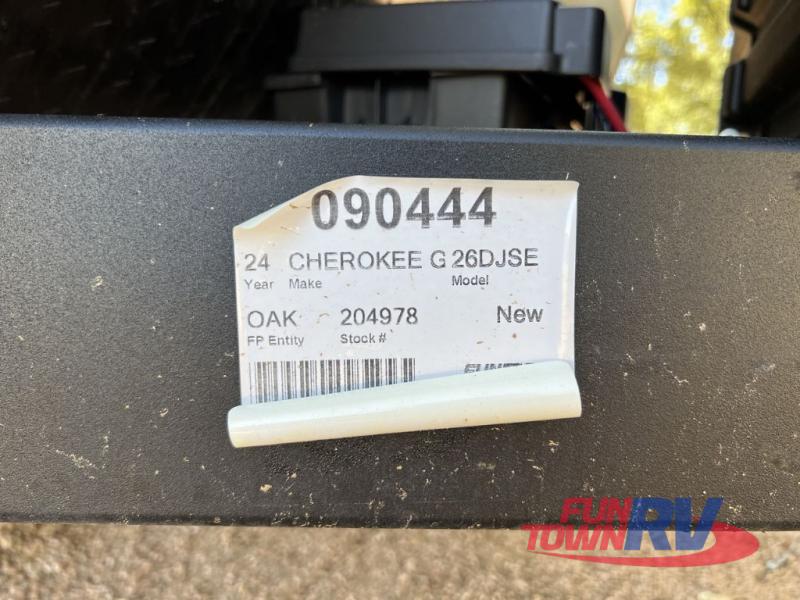 090444
24 CHEROKEE G 26DJSE
Year Make Model
OAK 204978 New
FP Entity Stock #
FUN TOWN RV